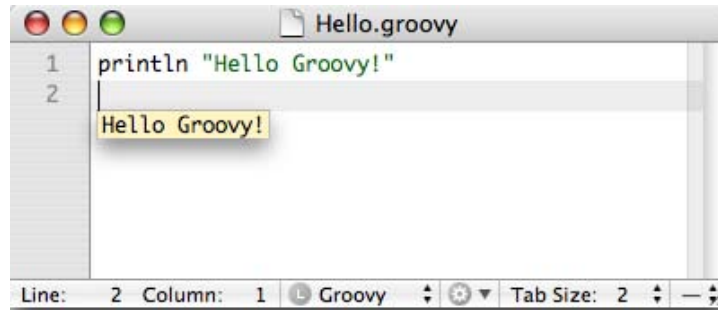 Hello.groovy
1 println "Hello Groovy!"
2
Hello Groovy!
Line: 2 Column: 1 L Groovy Tab Size: 2 —